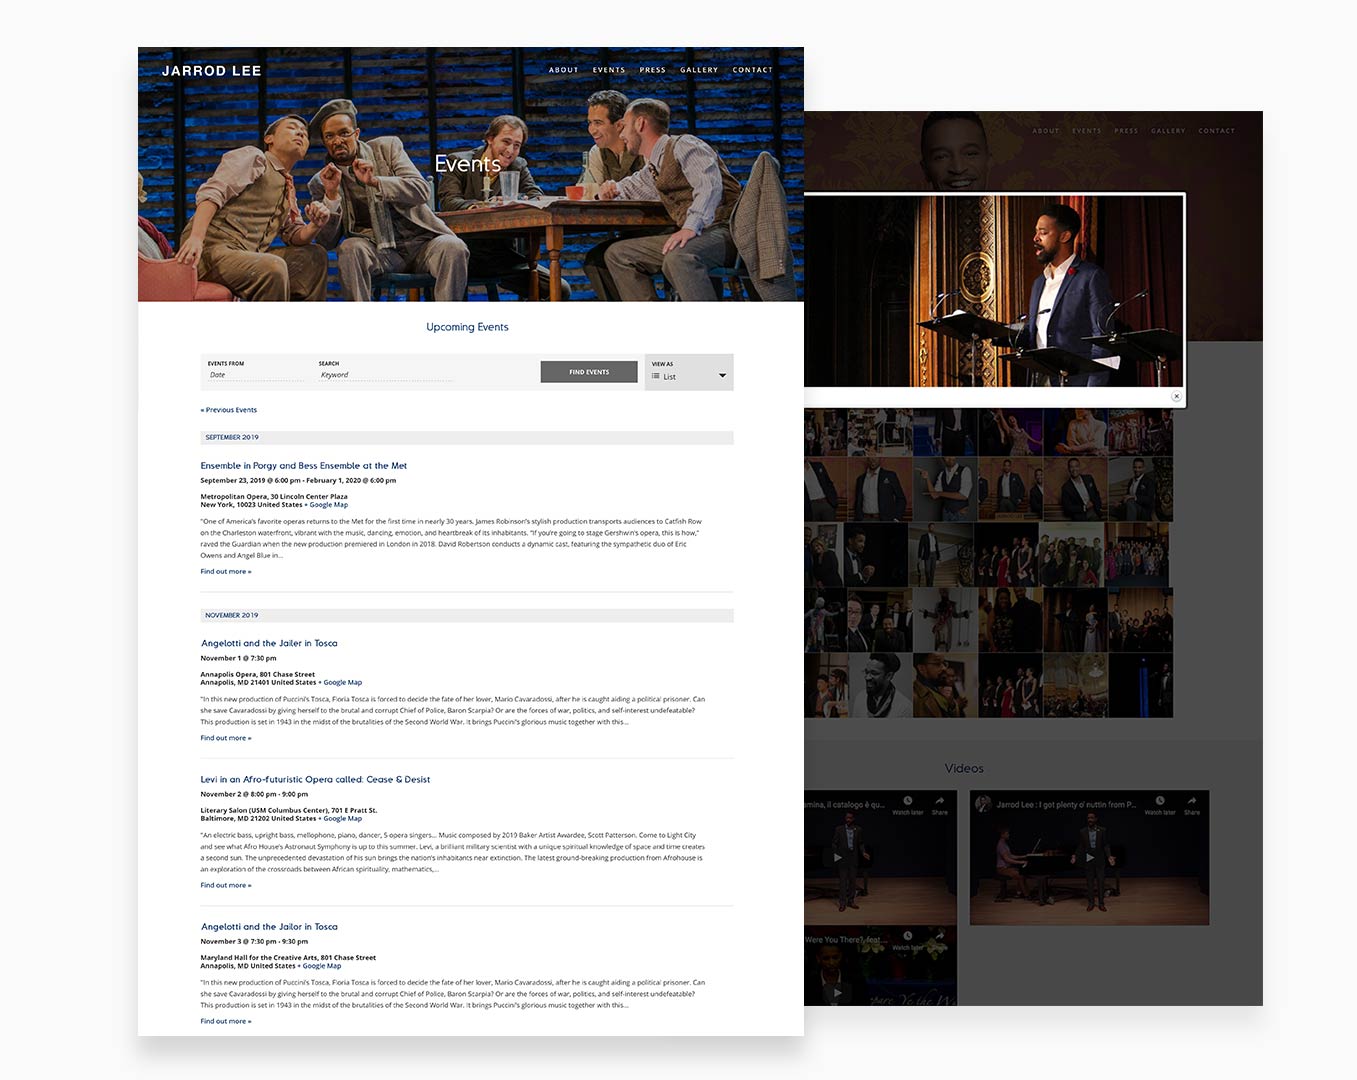 JARROD LEE
ABOUT EVENTS PRESS GALLERY CONTACT
Events
Upcoming Events
EVENTS FROM
Date
SEARCH
Keyword
FIND EVENTS
VIEW AS
List
« Previous Events
SEPTEMBER 2019
Ensemble in Porgy and Bess Ensemble at the Met
September 23, 2019 @ 6:00 pm - February 1, 2020 @ 6:00 pm
Metropolitan Opera, 30 Lincoln Center Plaza
New York, 10023 United States + Google Map
"One of America's favorite operas returns to the Met for the first time in nearly 30 years. James Robinson's stylish production transports audiences to Catfish Row
on the Charleston waterfront, vibrant with the music, dancing, emotion, and heartbreak of its inhabitants. "If you're going to stage Gershwin's opera, this is how,"
raved the Guardian when the new production premiered in London in 2018. David Robertson conducts a dynamic cast, featuring the sympathetic duo of Eric
Owens and Angel Blue in...
Find out more »
NOVEMBER 2019
Angelotti and the Jailer in Tosca
November 1 @ 7:30 pm
Annapolis Opera, 801 Chase Street
Annapolis, MD 21401 United States + Google Map
"In this new production of Puccini's Tosca, Floria Tosca is forced to decide the fate of her lover, Mario Cavaradossi, after he is caught aiding a political prisoner. Can
she save Cavaradossi by giving herself to the brutal and corrupt Chief of Police, Baron Scarpia? Or are the forces of war, politics, and self-interest undefeatable?
This production is set in 1943 in the midst of the brutalities of the Second World War. It brings Puccini's glorious music together with this...
Find out more »
Levi in an Afro-futuristic Opera called: Cease & Desist
November 2 @ 8:00 pm - 9:00 pm
Literary Salon (USM Columbus Center), 701 E Pratt St.
Baltimore, MD 21202 United States + Google Map
"An electric bass, upright bass, mellophone, piano, dancer, 5 opera singers... Music composed by 2019 Baker Artist Awardee, Scott Patterson. Come to Light City
and see what Afro House's Astronaut Symphony is up to this summer. Levi, a brilliant military scientist with a unique spiritual knowledge of space and time creates
a second sun. The unprecedented devastation of his sun brings the nation's inhabitants near extinction. The latest ground-breaking production from Afrohouse is
an exploration of the crossroads between African spirituality, mathematics,...
Find out more »
Angelotti and the Jailor in Tosca
November 3 @ 7:30 pm - 9:30 pm
Maryland Hall for the Creative Arts, 801 Chase Street
Annapolis, MD United States + Google Map
"In this new production of Puccini's Tosca, Floria Tosca is forced to decide the fate of her lover, Mario Cavaradossi, after he is caught aiding a political prisoner. Can
she save Cavaradossi by giving herself to the brutal and corrupt Chief of Police, Baron Scarpia? Or are the forces of war, politics, and self-interest undefeatable?
This production is set in 1943 in the midst of the brutalities of the Second World War. It brings Puccini's glorious music together with this...
Find out more »
ABOUT EVENTS PRESS GALLERY CONTACT
Videos
amina, il catalogo è qu... Watch later Share
Jarrod Lee : I got plenty o' nuttin from P... Watch later Share
Were You There?, feat... Watch later Share